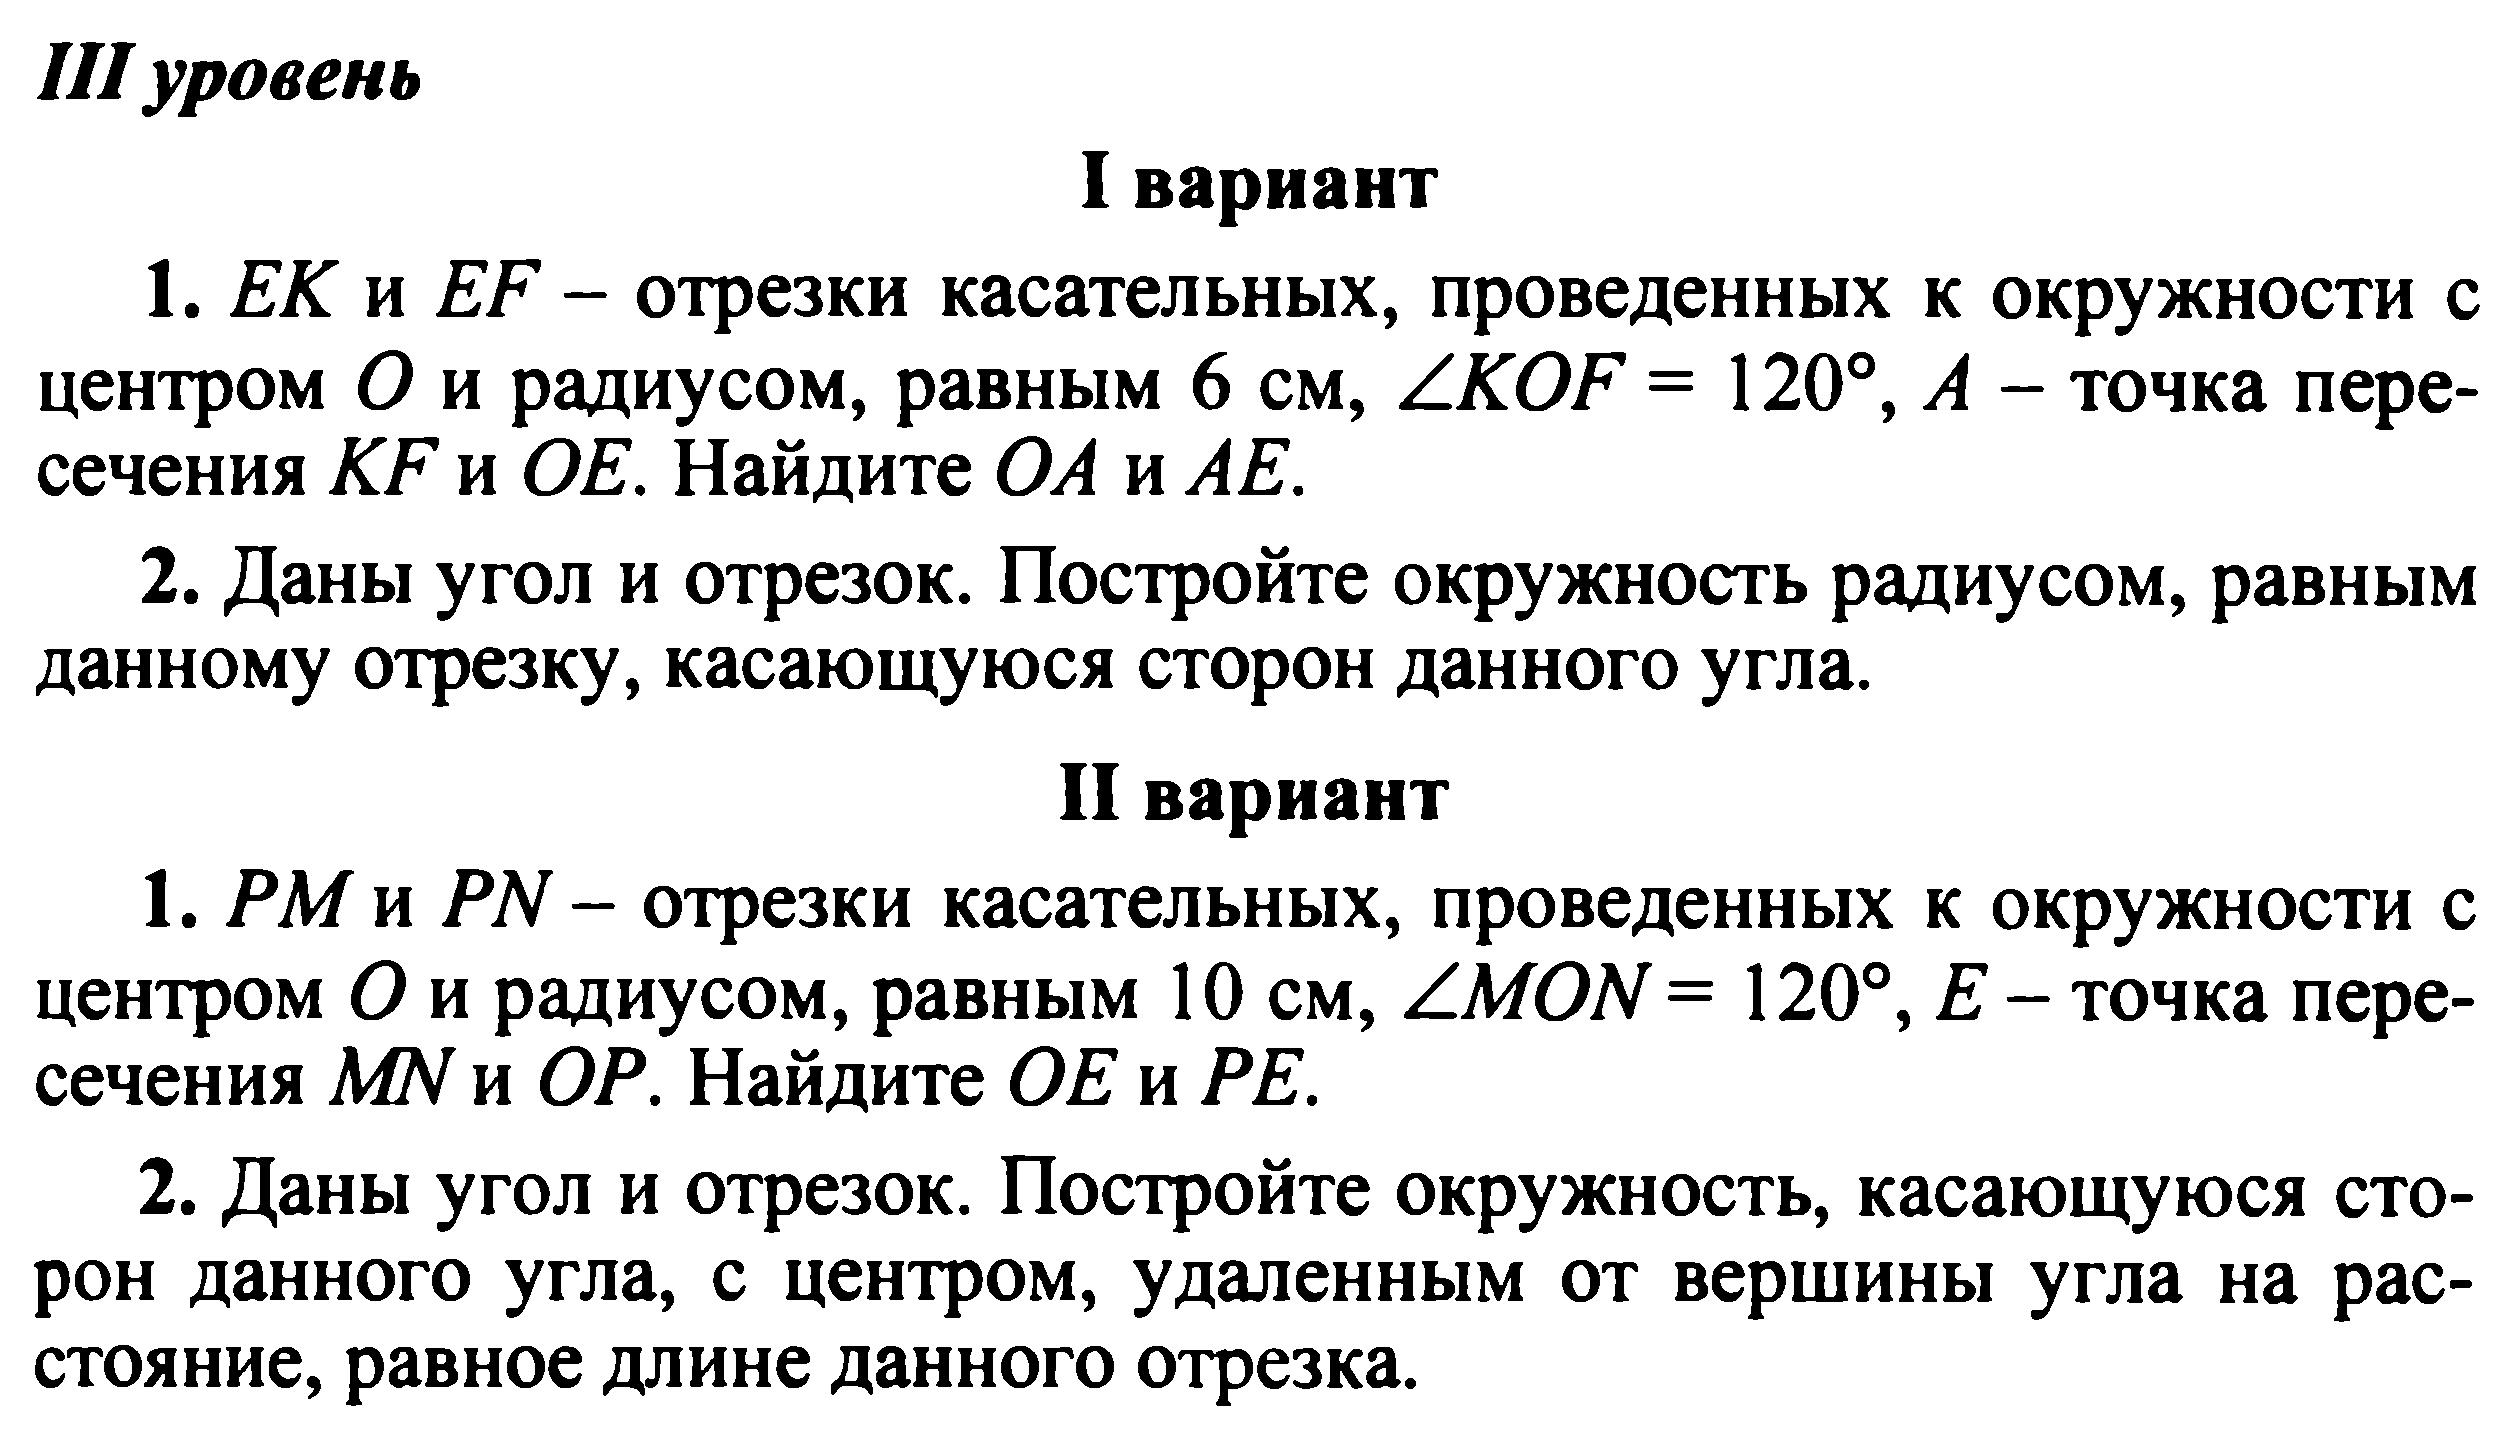 III уровень
I вариант
1. EK и EF – отрезки касательных, проведенных к окружности с
центром O и радиусом, равным 6 см, ∠KOF = 120°, A – точка пере-
сечения KF и OE. Найдите OA и AE.
2. Даны угол и отрезок. Постройте окружность радиусом, равным
данному отрезку, касающуюся сторон данного угла.
II вариант
1. PM и PN – отрезки касательных, проведенных к окружности с
центром O и радиусом, равным 10 см, ∠MON = 120°, E – точка пере-
сечения MN и OP. Найдите OE и PE.
2. Даны угол и отрезок. Постройте окружность, касающуюся сто-
рон данного угла, с центром, удаленным от вершины угла на рас-
стояние, равное длине данного отрезка.